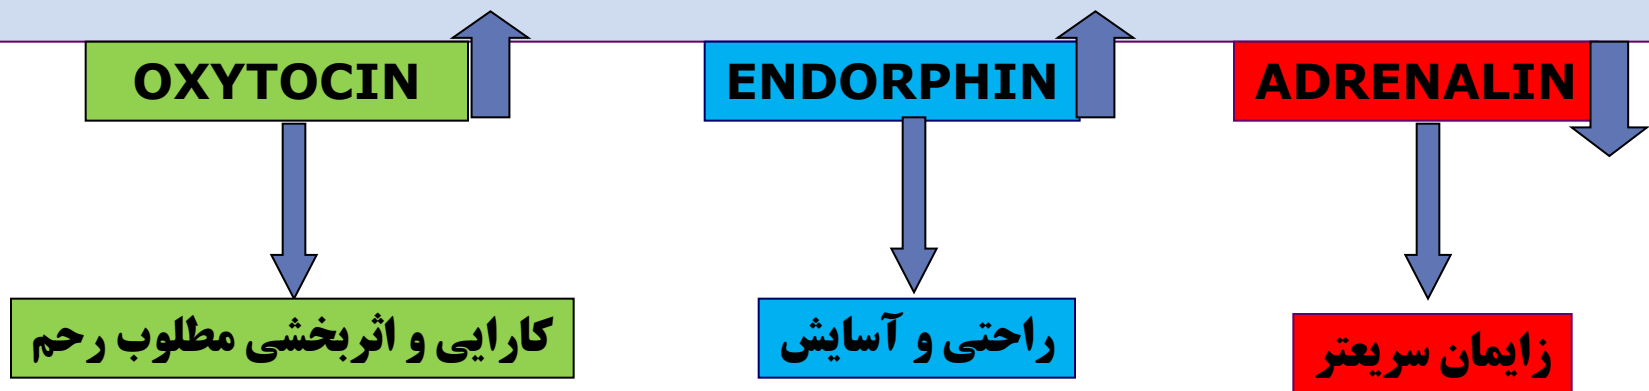 OXYTOCIN
ENDORPHIN
ADRENALIN
کارایی و اثربخشی مطلوب رحم
راحتی و آسایش
زایمان سریعتر